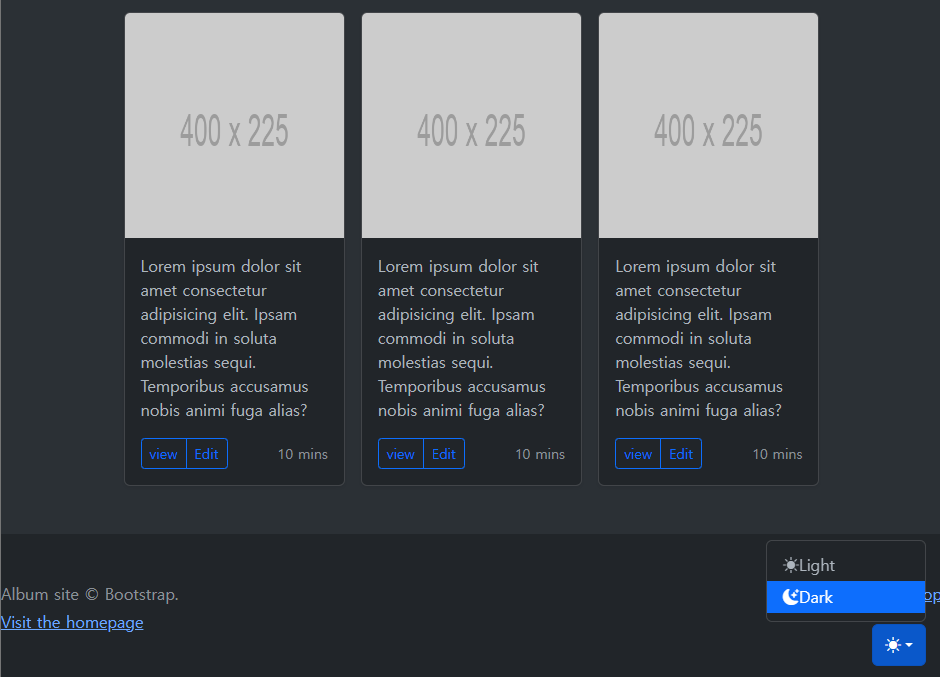 400 x 225
400 x 225
400 x 225
Lorem ipsum dolor sit
amet consectetur
adipisicing elit. Ipsam
commodi in soluta
molestias sequi.
Temporibus accusamus
nobis animi fuga alias?
view Edit 10 mins
Lorem ipsum dolor sit
amet consectetur
adipisicing elit. Ipsam
commodi in soluta
molestias sequi.
Temporibus accusamus
nobis animi fuga alias?
view Edit 10 mins
Lorem ipsum dolor sit
amet consectetur
adipisicing elit. Ipsam
commodi in soluta
molestias sequi.
Temporibus accusamus
nobis animi fuga alias?
view Edit 10 mins
Light
Dark
Album site © Bootstrap.
Visit the homepage